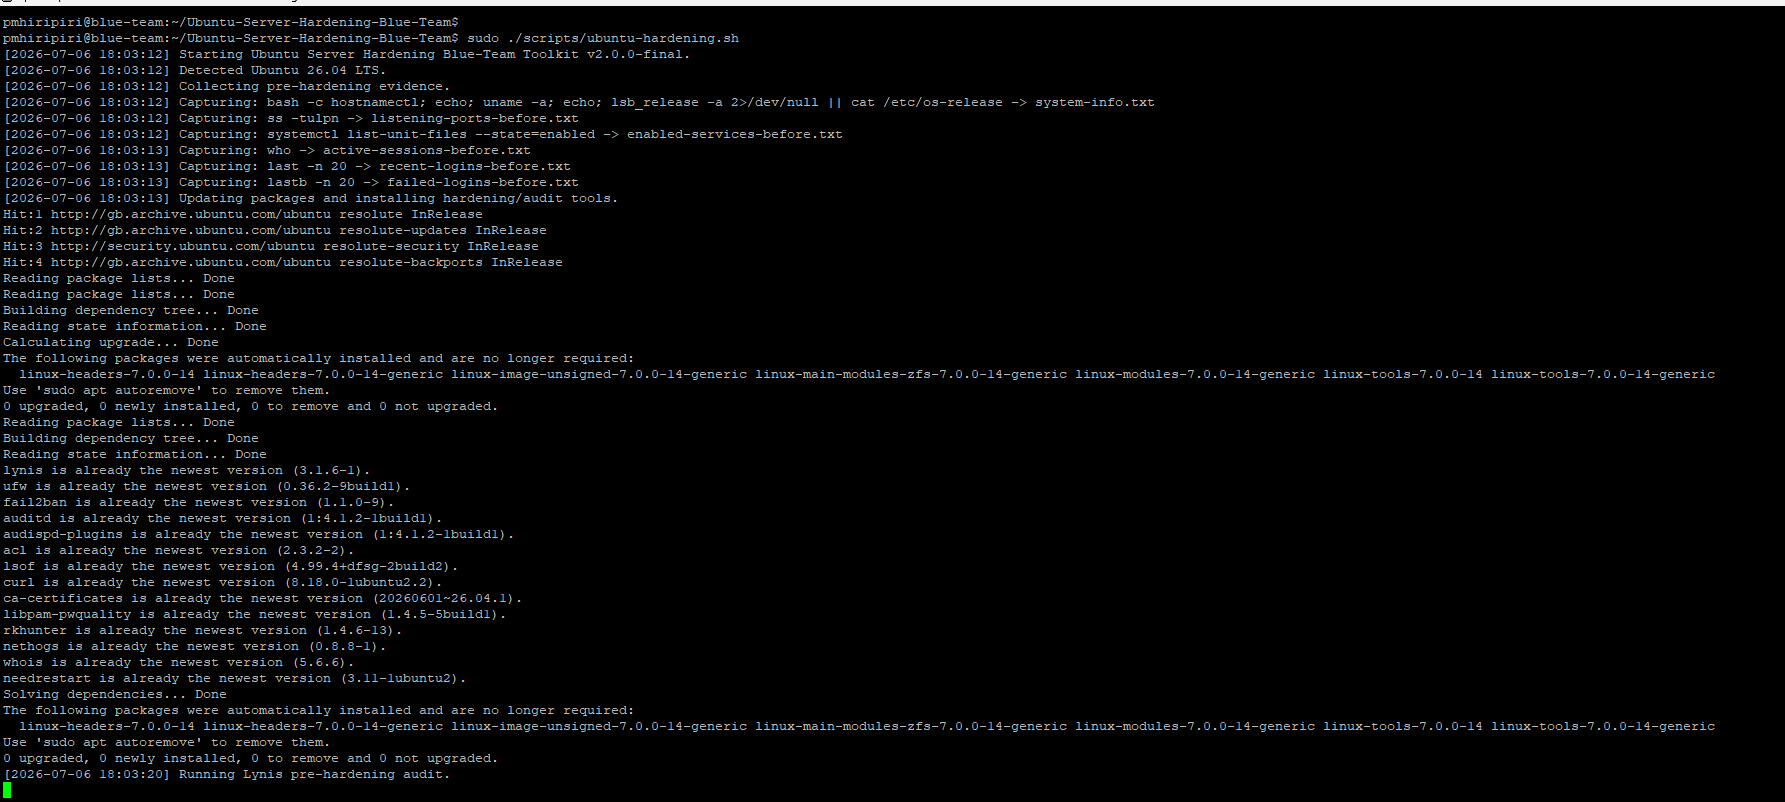 pmhiripiri@blue-team:~/Ubuntu-Server-Hardening-Blue-Team$
pmhiripiri@blue-team:~/Ubuntu-Server-Hardening-Blue-Team$ sudo ./scripts/ubuntu-hardening.sh
[2026-07-06 18:03:12] Starting Ubuntu Server Hardening Blue-Team Toolkit v2.0.0-final.
[2026-07-06 18:03:12] Detected Ubuntu 26.04 LTS.
[2026-07-06 18:03:12] Collecting pre-hardening evidence.
[2026-07-06 18:03:12] Capturing: bash -c hostnamectl; echo; uname -a; echo; lsb_release -a 2>/dev/null || cat /etc/os-release -> system-info.txt
[2026-07-06 18:03:12] Capturing: ss -tulpn -> listening-ports-before.txt
[2026-07-06 18:03:12] Capturing: systemctl list-unit-files --state=enabled -> enabled-services-before.txt
[2026-07-06 18:03:13] Capturing: who -> active-sessions-before.txt
[2026-07-06 18:03:13] Capturing: last -n 20 -> recent-logins-before.txt
[2026-07-06 18:03:13] Capturing: lastb -n 20 -> failed-logins-before.txt
[2026-07-06 18:03:13] Updating packages and installing hardening/audit tools.
Hit:1 http://gb.archive.ubuntu.com/ubuntu resolute InRelease
Hit:2 http://gb.archive.ubuntu.com/ubuntu resolute-updates InRelease
Hit:3 http://security.ubuntu.com/ubuntu resolute-security InRelease
Hit:4 http://gb.archive.ubuntu.com/ubuntu resolute-backports InRelease
Reading package lists... Done
Reading package lists... Done
Building dependency tree... Done
Reading state information... Done
Calculating upgrade... Done
The following packages were automatically installed and are no longer required:
  linux-headers-7.0.0-14 linux-headers-7.0.0-14-generic linux-image-unsigned-7.0.0-14-generic linux-main-modules-zfs-7.0.0-14-generic linux-modules-7.0.0-14-generic linux-tools-7.0.0-14 linux-tools-7.0.0-14-generic
Use 'sudo apt autoremove' to remove them.
0 upgraded, 0 newly installed, 0 to remove and 0 not upgraded.
Reading package lists... Done
Building dependency tree... Done
Reading state information... Done
lynis is already the newest version (3.1.6-1).
ufw is already the newest version (0.36.2-9build1).
fail2ban is already the newest version (1.1.0-9).
auditd is already the newest version (1:4.1.2-1build1).
audispd-plugins is already the newest version (1:4.1.2-1build1).
acl is already the newest version (2.3.2-2).
lsof is already the newest version (4.99.4+dfsg-2build2).
curl is already the newest version (8.18.0-1ubuntu2.2).
ca-certificates is already the newest version (20260601~26.04.1).
libpam-pwquality is already the newest version (1.4.5-5build1).
rkhunter is already the newest version (1.4.6-13).
nethogs is already the newest version (0.8.8-1).
whois is already the newest version (5.6.6).
needrestart is already the newest version (3.11-1ubuntu2).
Solving dependencies... Done
The following packages were automatically installed and are no longer required:
  linux-headers-7.0.0-14 linux-headers-7.0.0-14-generic linux-image-unsigned-7.0.0-14-generic linux-main-modules-zfs-7.0.0-14-generic linux-modules-7.0.0-14-generic linux-tools-7.0.0-14 linux-tools-7.0.0-14-generic
Use 'sudo apt autoremove' to remove them.
0 upgraded, 0 newly installed, 0 to remove and 0 not upgraded.
[2026-07-06 18:03:20] Running Lynis pre-hardening audit.